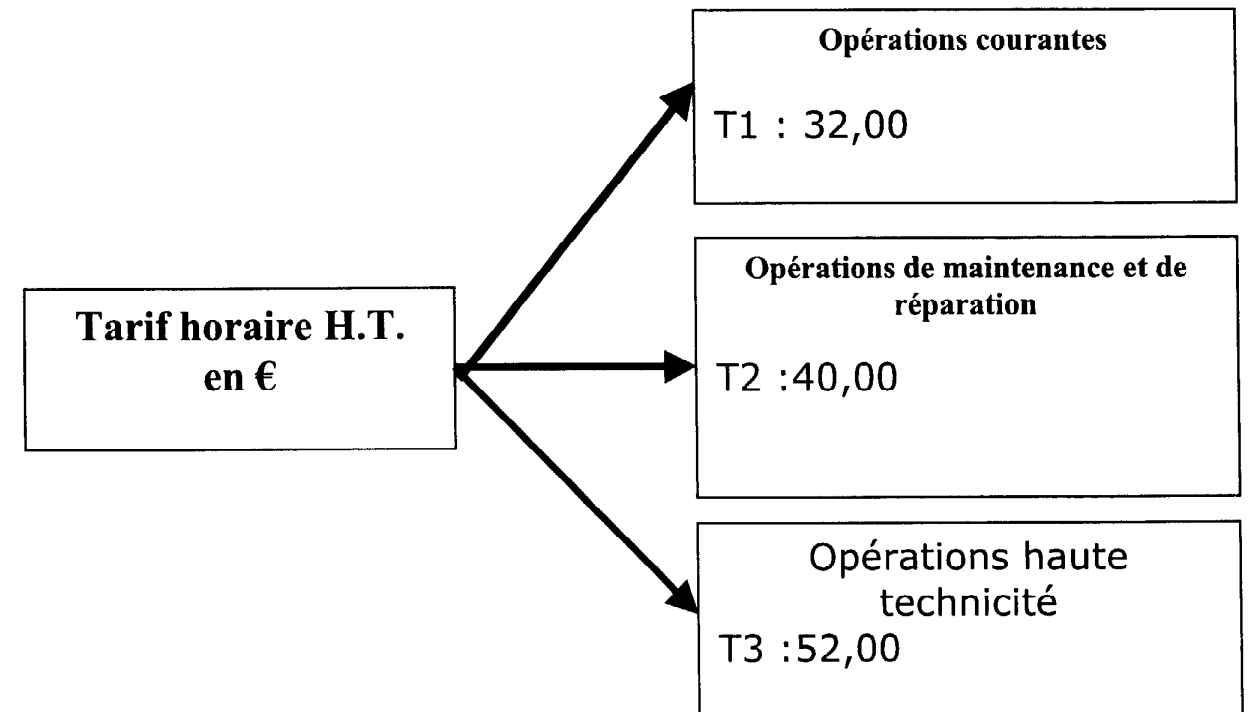 Opérations courantes
T1 : 32,00
Opérations de maintenance et de
réparation
T2 :40,00
Tarif horaire H.T.
en €
Opérations haute
technicité
T3 :52,00